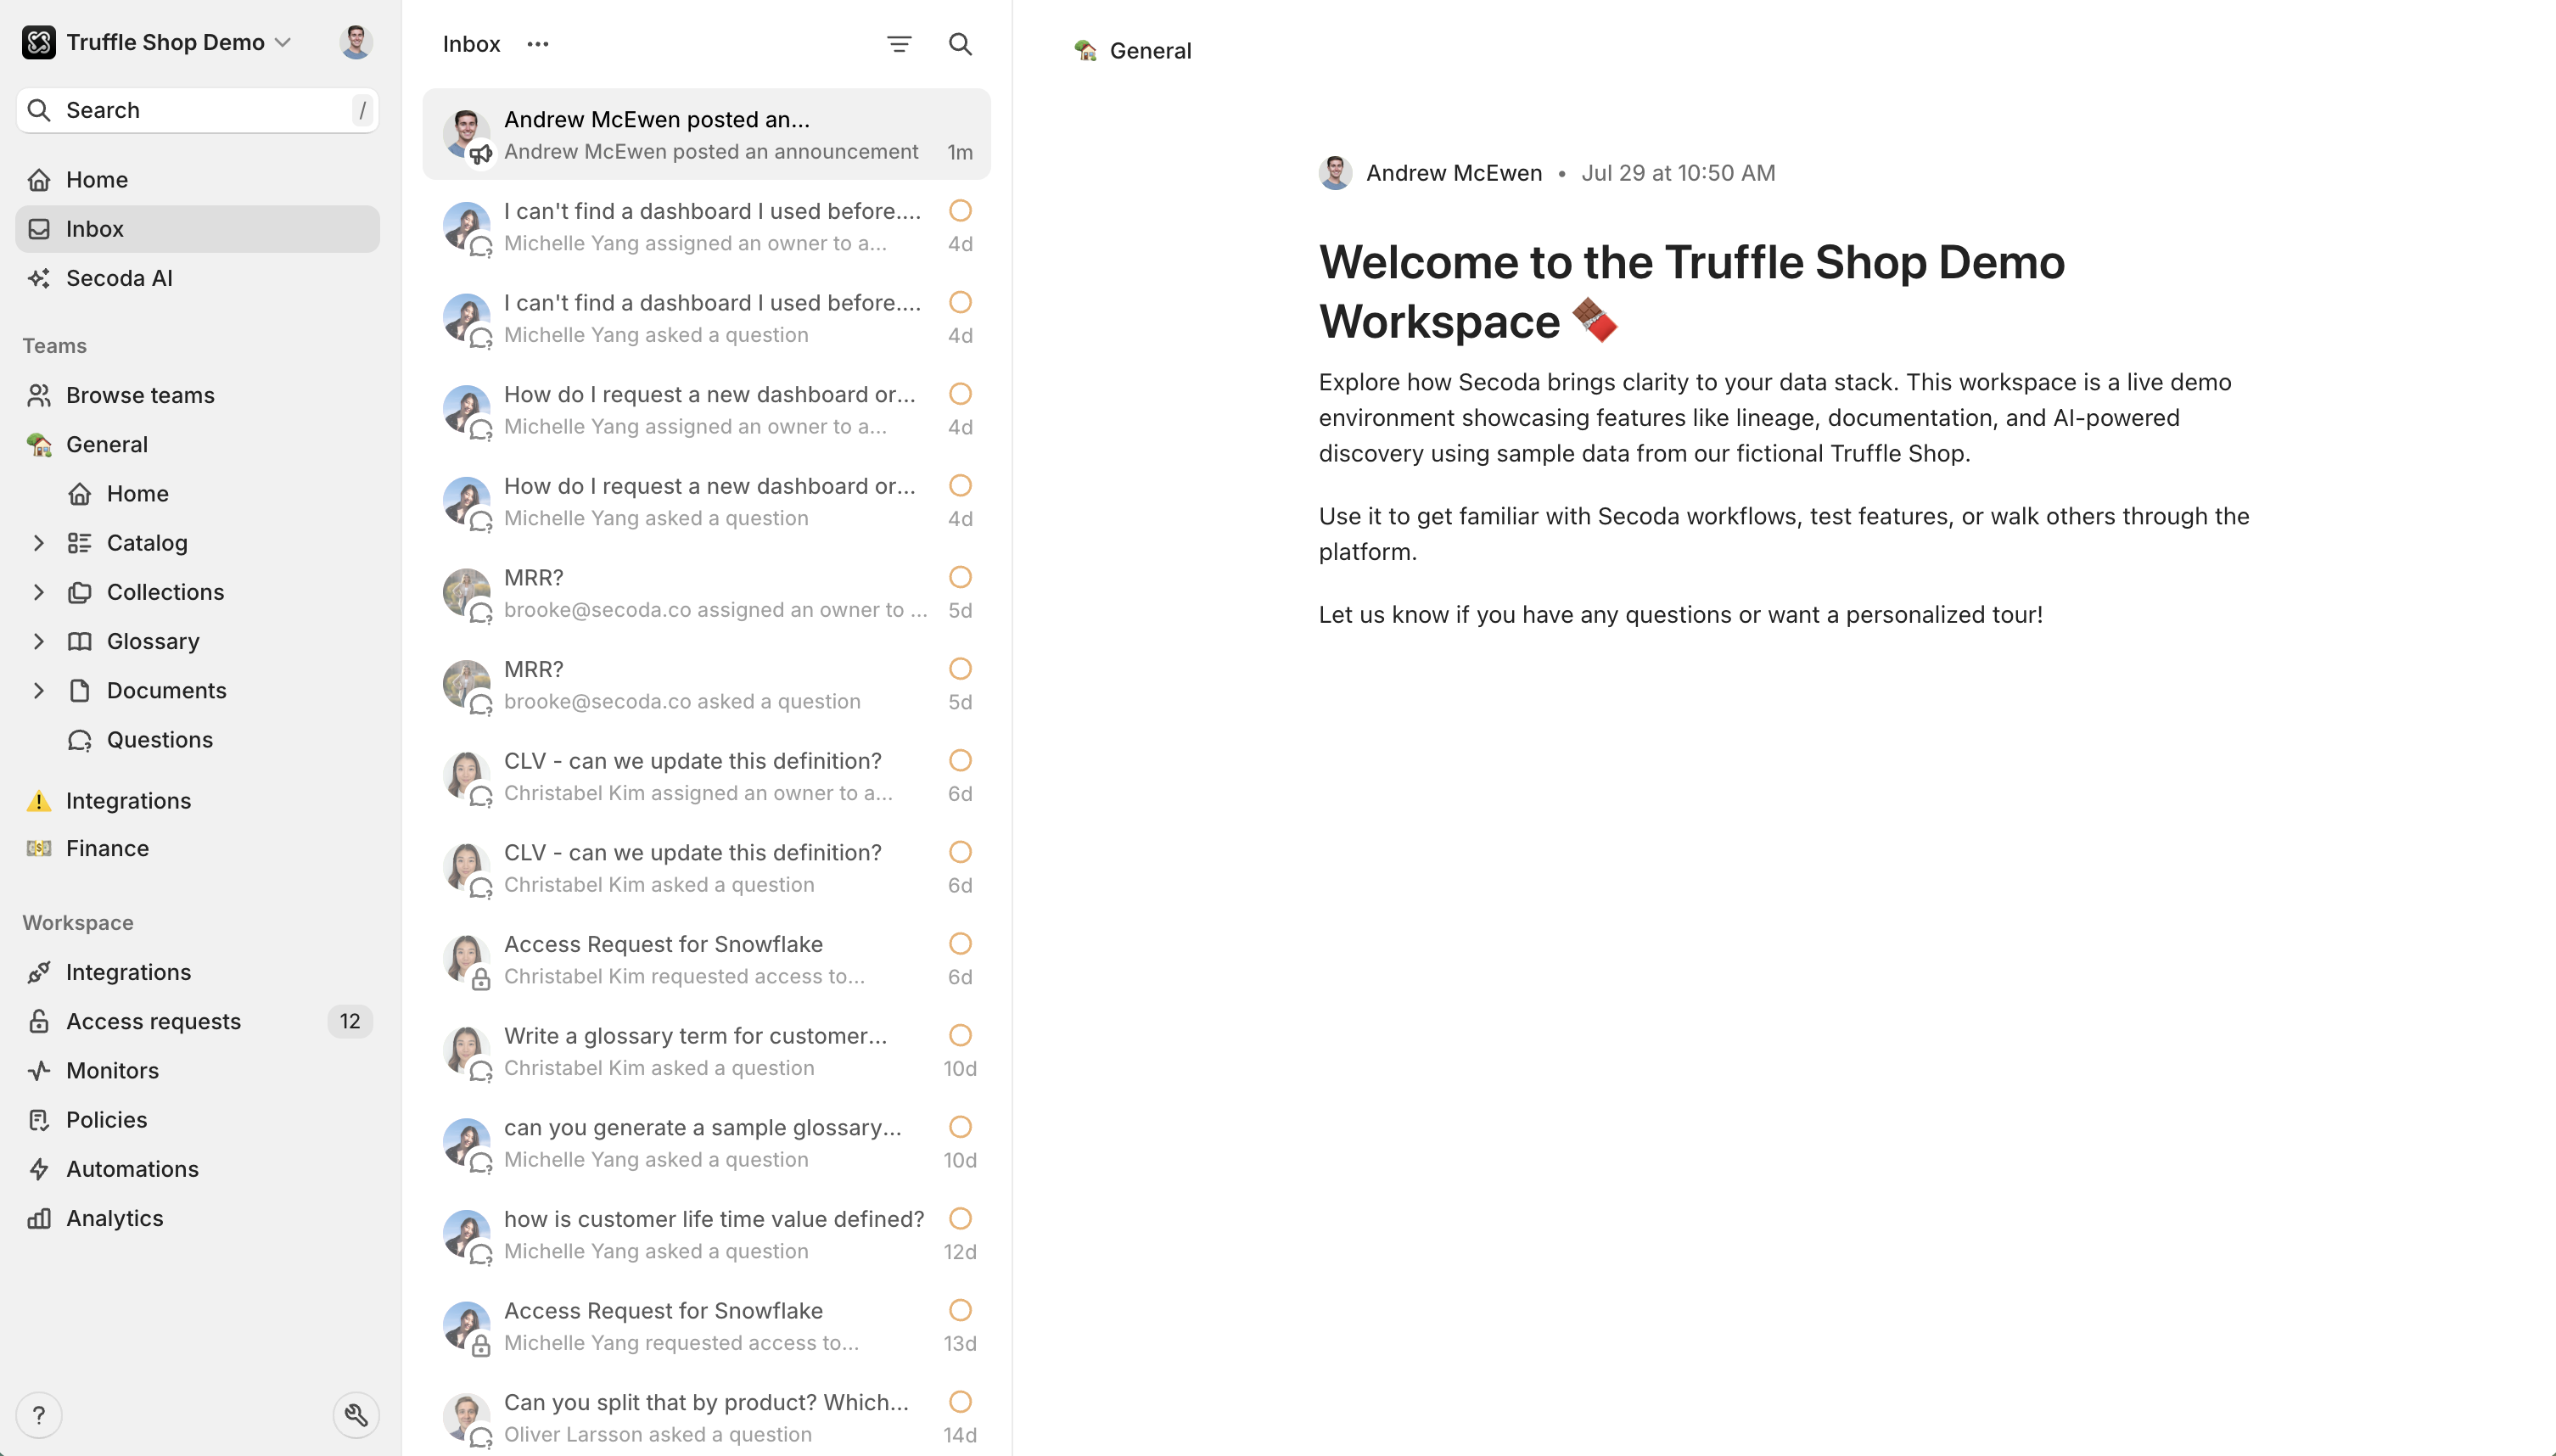 Truffle Shop Demo
Search
/
Home
Inbox
Secoda AI
Teams
Browse teams
General
Home
Catalog
Collections
Glossary
Documents
Questions
Integrations
Finance
Workspace
Integrations
Access requests 12
Monitors
Policies
Automations
Analytics
?
Inbox
Andrew McEwen posted an...
Andrew McEwen posted an announcement 1m
I can't find a dashboard I used before....
Michelle Yang assigned an owner to a... 4d
I can't find a dashboard I used before....
Michelle Yang asked a question 4d
How do I request a new dashboard or...
Michelle Yang assigned an owner to a... 4d
How do I request a new dashboard or...
Michelle Yang asked a question 4d
MRR?
brooke@secoda.co assigned an owner to ... 5d
MRR?
brooke@secoda.co asked a question 5d
CLV - can we update this definition?
Christabel Kim assigned an owner to a... 6d
CLV - can we update this definition?
Christabel Kim asked a question 6d
Access Request for Snowflake
Christabel Kim requested access to... 6d
Write a glossary term for customer...
Christabel Kim asked a question 10d
can you generate a sample glossary...
Michelle Yang asked a question 10d
how is customer life time value defined?
Michelle Yang asked a question 12d
Access Request for Snowflake
Michelle Yang requested access to... 13d
Can you split that by product? Which...
Oliver Larsson asked a question 14d
General
Andrew McEwen • Jul 29 at 10:50 AM
Welcome to the Truffle Shop Demo
Workspace
Explore how Secoda brings clarity to your data stack. This workspace is a live demo
environment showcasing features like lineage, documentation, and AI-powered
discovery using sample data from our fictional Truffle Shop.
Use it to get familiar with Secoda workflows, test features, or walk others through the
platform.
Let us know if you have any questions or want a personalized tour!